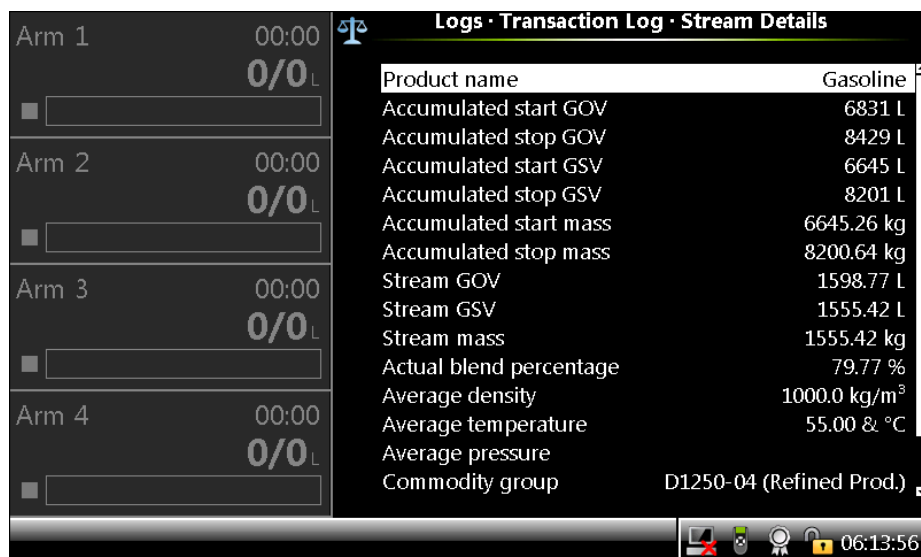 Arm 1 00:00
0/0 L
Arm 2 00:00
0/0 L
Arm 3 00:00
0/0 L
Arm 4 00:00
0/0 L
Logs · Transaction Log · Stream Details
Product name Gasoline
Accumulated start GOV 6831 L
Accumulated stop GOV 8429 L
Accumulated start GSV 6645 L
Accumulated stop GSV 8201 L
Accumulated start mass 6645.26 kg
Accumulated stop mass 8200.64 kg
Stream GOV 1598.77 L
Stream GSV 1555.42 L
Stream mass 1555.42 kg
Actual blend percentage 79.77 %
Average density 1000.0 kg/m³
Average temperature 55.00 & °C
Average pressure
Commodity group D1250-04 (Refined Prod.)
06:13:56